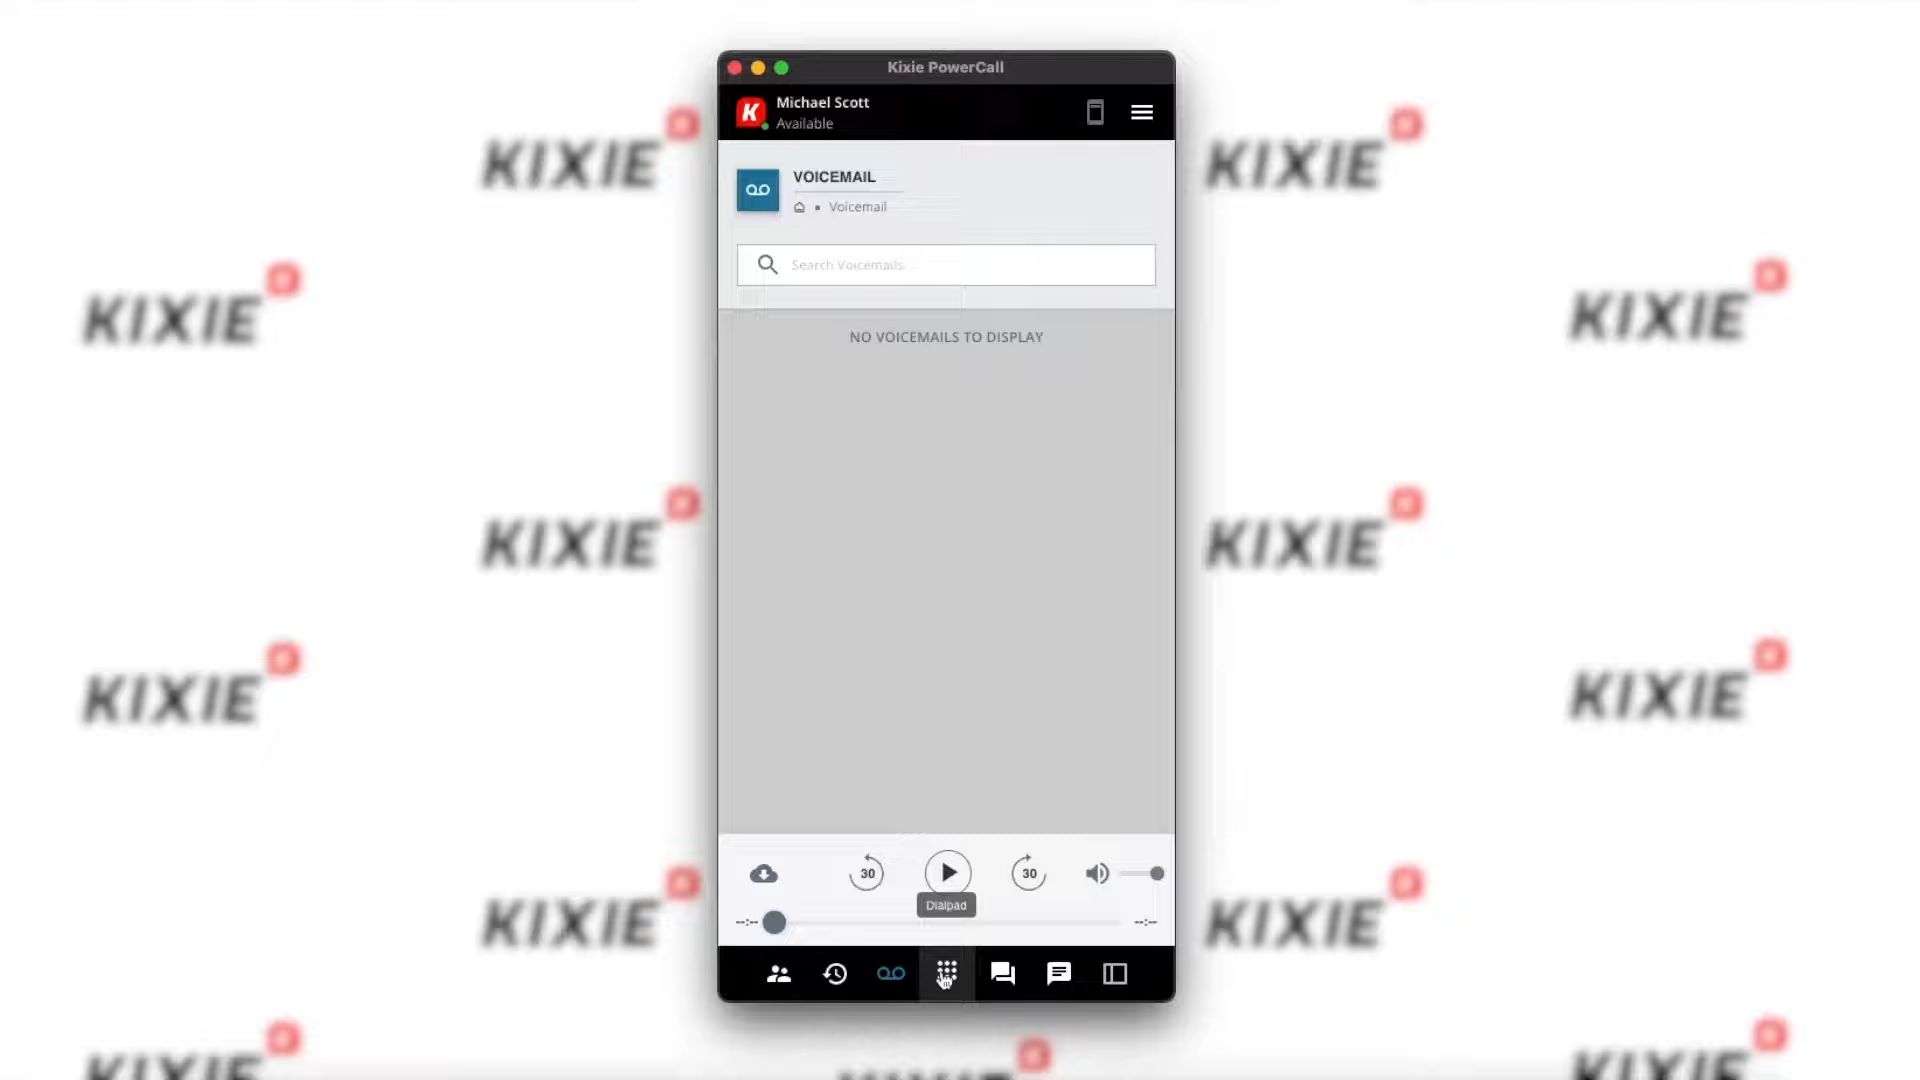 Kixie PowerCall
K
Michael Scott
Available
VOICEMAIL
Voicemail
Search Voicemails...
NO VOICEMAILS TO DISPLAY
30
30
Dialpad
--:--
--:--
KIXIE
KIXIE
KIXIE
KIXIE
KIXIE
KIXIE
KIXIE
KIXIE
KIXIE
KIXIE
KIXIE
KIXIE
KIXIE